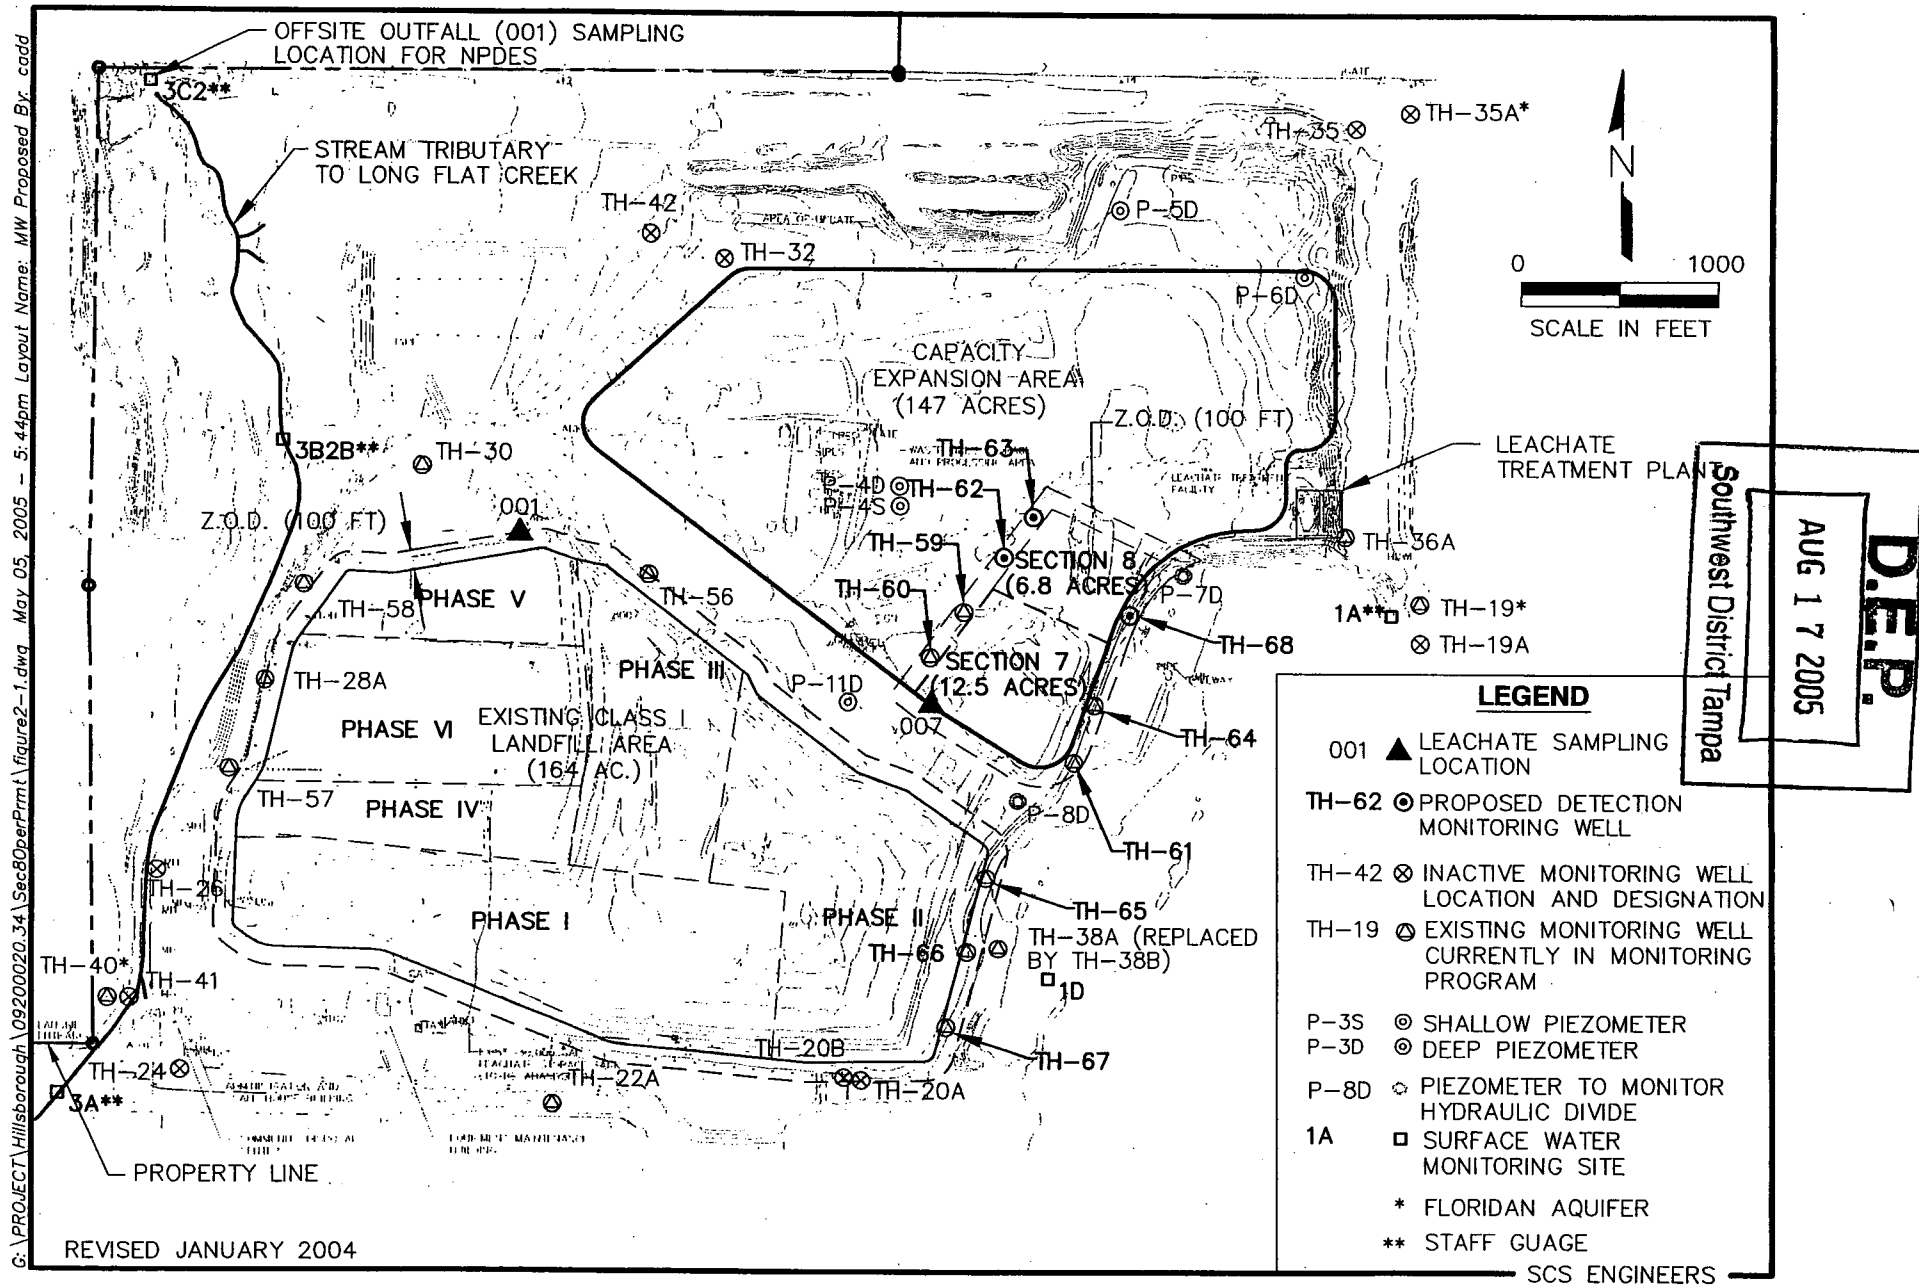 G:\PROJECT\Hillsborough\09200020.34\Sec8OperPrmt\figure2-1.dwg May 05, 2005 - 5:44pm Layout Name: MW Proposed By: cadd
OFFSITE OUTFALL (001) SAMPLING
LOCATION FOR NPDES
3C2**
STREAM TRIBUTARY
TO LONG FLAT CREEK
TH-42
TH-32
TH-35
TH-35A*
P-5D
P-6D
AREA OF UPDATE
GATE
N
0 1000
SCALE IN FEET
CAPACITY
EXPANSION AREA
(147 ACRES)
Z.O.D. (100 FT)
LEACHATE
TREATMENT PLANT
3B2B**
TH-30
TH-63
P-4D
P-4S
TH-62
001
Z.O.D. (100 FT)
TH-59
SECTION 8
(6.8 ACRES)
TH-36A
TH-60
P-7D
TH-58
PHASE V
TH-56
1A**
TH-19*
TH-19A
TH-68
PHASE III
SECTION 7
(12.5 ACRES)
TH-28A
P-11D
007
TH-64
PHASE VI
EXISTING CLASS I
LANDFILL AREA
(164 AC.)
TH-57
PHASE IV
P-8D
TH-61
TH-26
PHASE I
PHASE II
TH-65
TH-38A (REPLACED
BY TH-38B)
TH-66
1D
TH-40*
TH-41
TH-67
TH-20B
TH-24
TH-22A
TH-20A
3A**
PROPERTY LINE
REVISED JANUARY 2004
LEGEND
001 LEACHATE SAMPLING
LOCATION
TH-62 PROPOSED DETECTION
MONITORING WELL
TH-42 INACTIVE MONITORING WELL
LOCATION AND DESIGNATION
TH-19 EXISTING MONITORING WELL
CURRENTLY IN MONITORING
PROGRAM
P-3S SHALLOW PIEZOMETER
P-3D DEEP PIEZOMETER
P-8D PIEZOMETER TO MONITOR
HYDRAULIC DIVIDE
1A SURFACE WATER
MONITORING SITE
* FLORIDAN AQUIFER
** STAFF GUAGE
SCS ENGINEERS
D.E.P.
AUG 17 2005
Southwest District Tampa